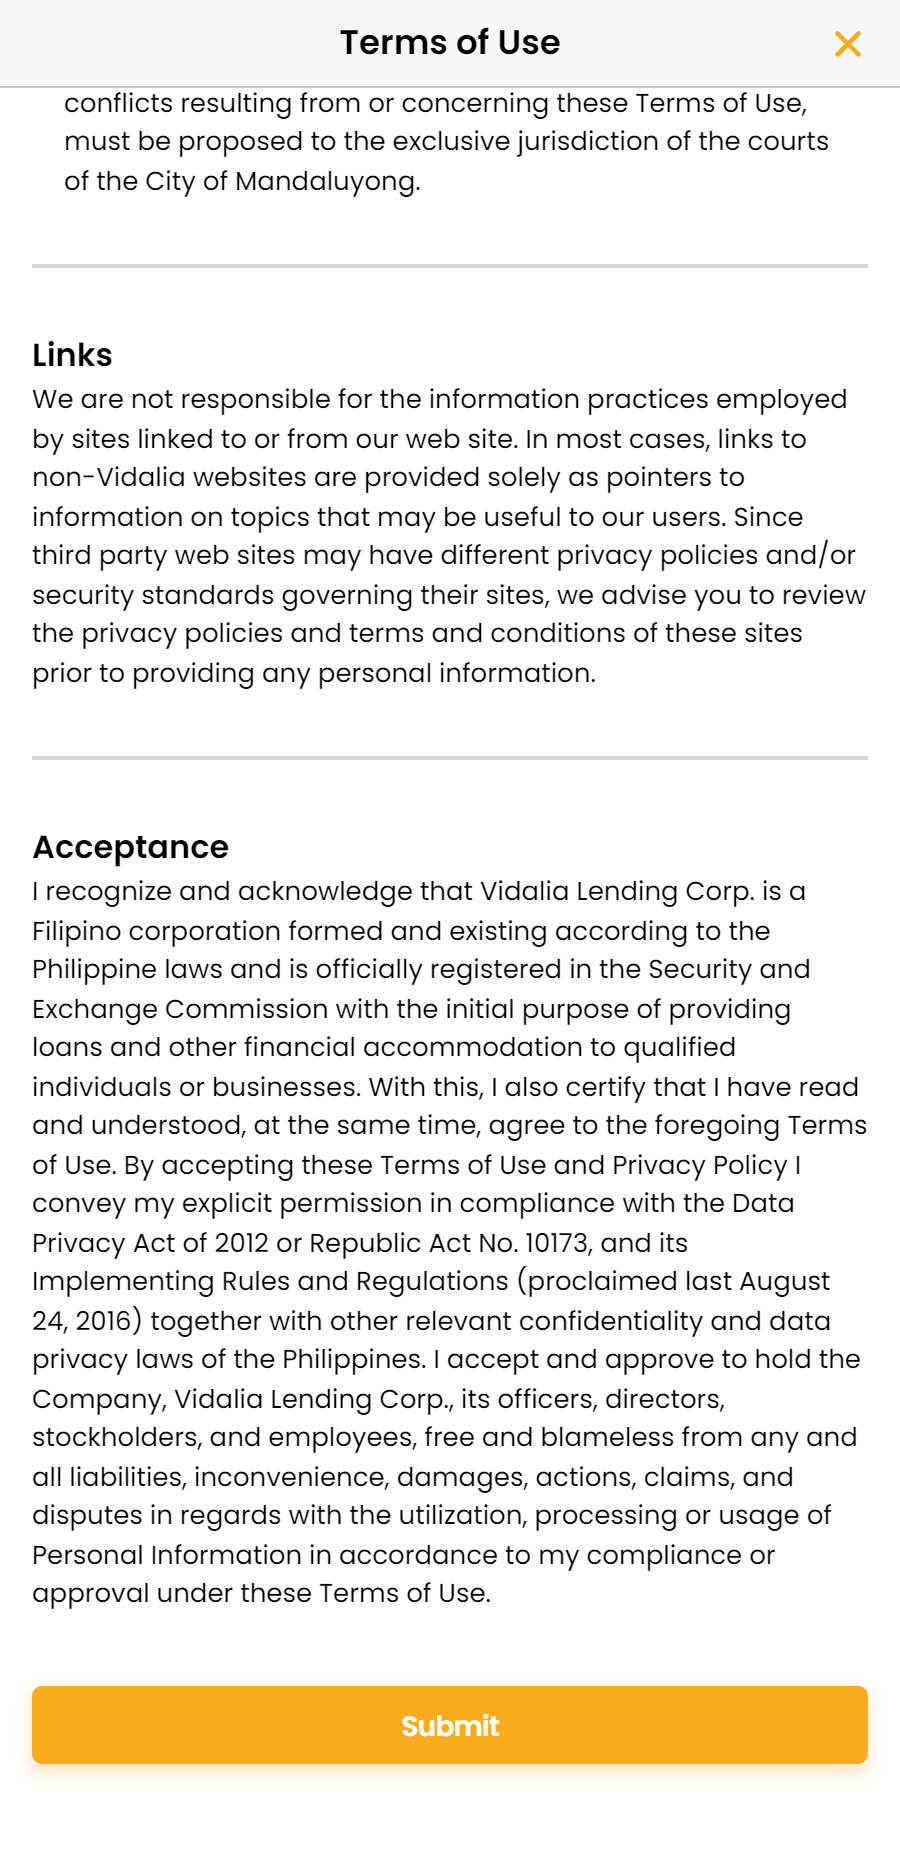 Terms of Use
conflicts resulting from or concerning these Terms of Use,
must be proposed to the exclusive jurisdiction of the courts
of the City of Mandaluyong.
Links
We are not responsible for the information practices employed
by sites linked to or from our web site. In most cases, links to
non-Vidalia websites are provided solely as pointers to
information on topics that may be useful to our users. Since
third party web sites may have different privacy policies and/or
security standards governing their sites, we advise you to review
the privacy policies and terms and conditions of these sites
prior to providing any personal information.
Acceptance
I recognize and acknowledge that Vidalia Lending Corp. is a
Filipino corporation formed and existing according to the
Philippine laws and is officially registered in the Security and
Exchange Commission with the initial purpose of providing
loans and other financial accommodation to qualified
individuals or businesses. With this, I also certify that I have read
and understood, at the same time, agree to the foregoing Terms
of Use. By accepting these Terms of Use and Privacy Policy I
convey my explicit permission in compliance with the Data
Privacy Act of 2012 or Republic Act No. 10173, and its
Implementing Rules and Regulations (proclaimed last August
24, 2016) together with other relevant confidentiality and data
privacy laws of the Philippines. I accept and approve to hold the
Company, Vidalia Lending Corp., its officers, directors,
stockholders, and employees, free and blameless from any and
all liabilities, inconvenience, damages, actions, claims, and
disputes in regards with the utilization, processing or usage of
Personal Information in accordance to my compliance or
approval under these Terms of Use.
Submit